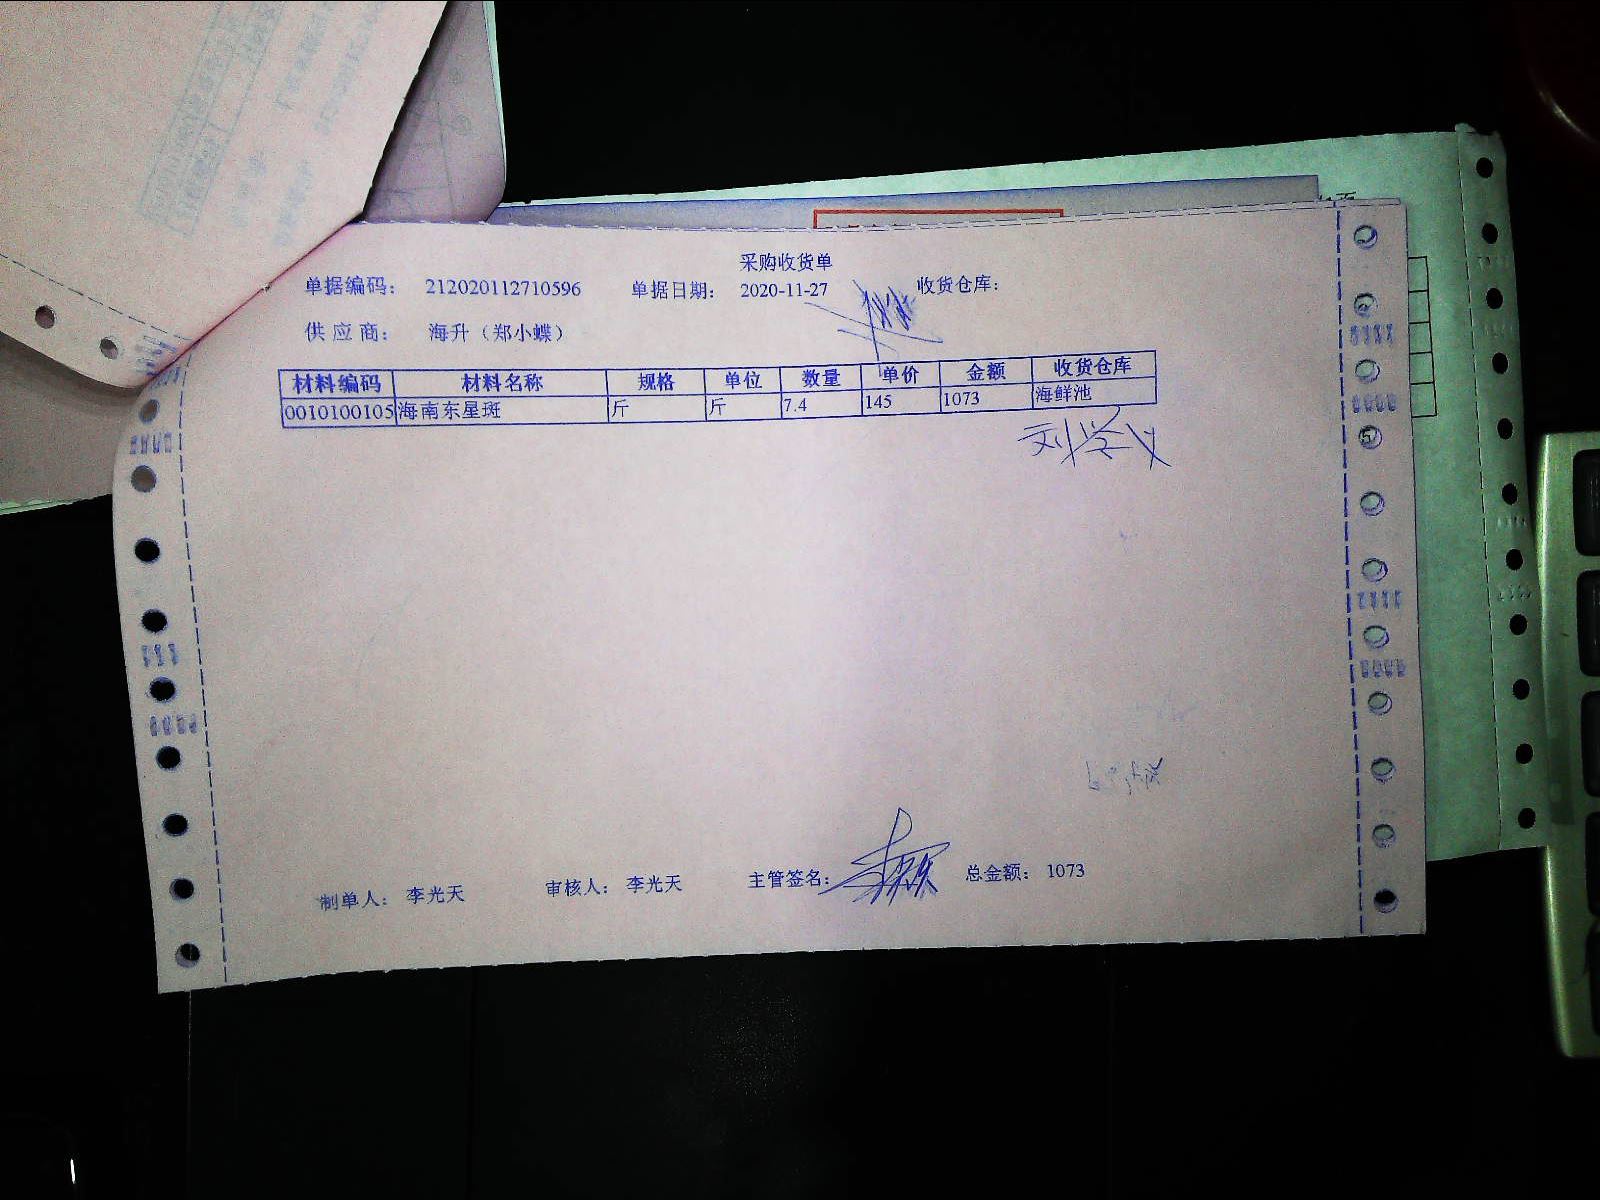 采购收货单
单据编码： 212020112710596 单据日期： 2020-11-27 收货仓库：
供 应 商： 海升（郑小蝶）
材料编码 材料名称 规格 单位 数量 单价 金额 收货仓库
0010100105 海南东星斑 斤 斤 7.4 145 1073 海鲜池
制单人： 李光天 审核人： 李光天 主管签名： 总金额： 1073